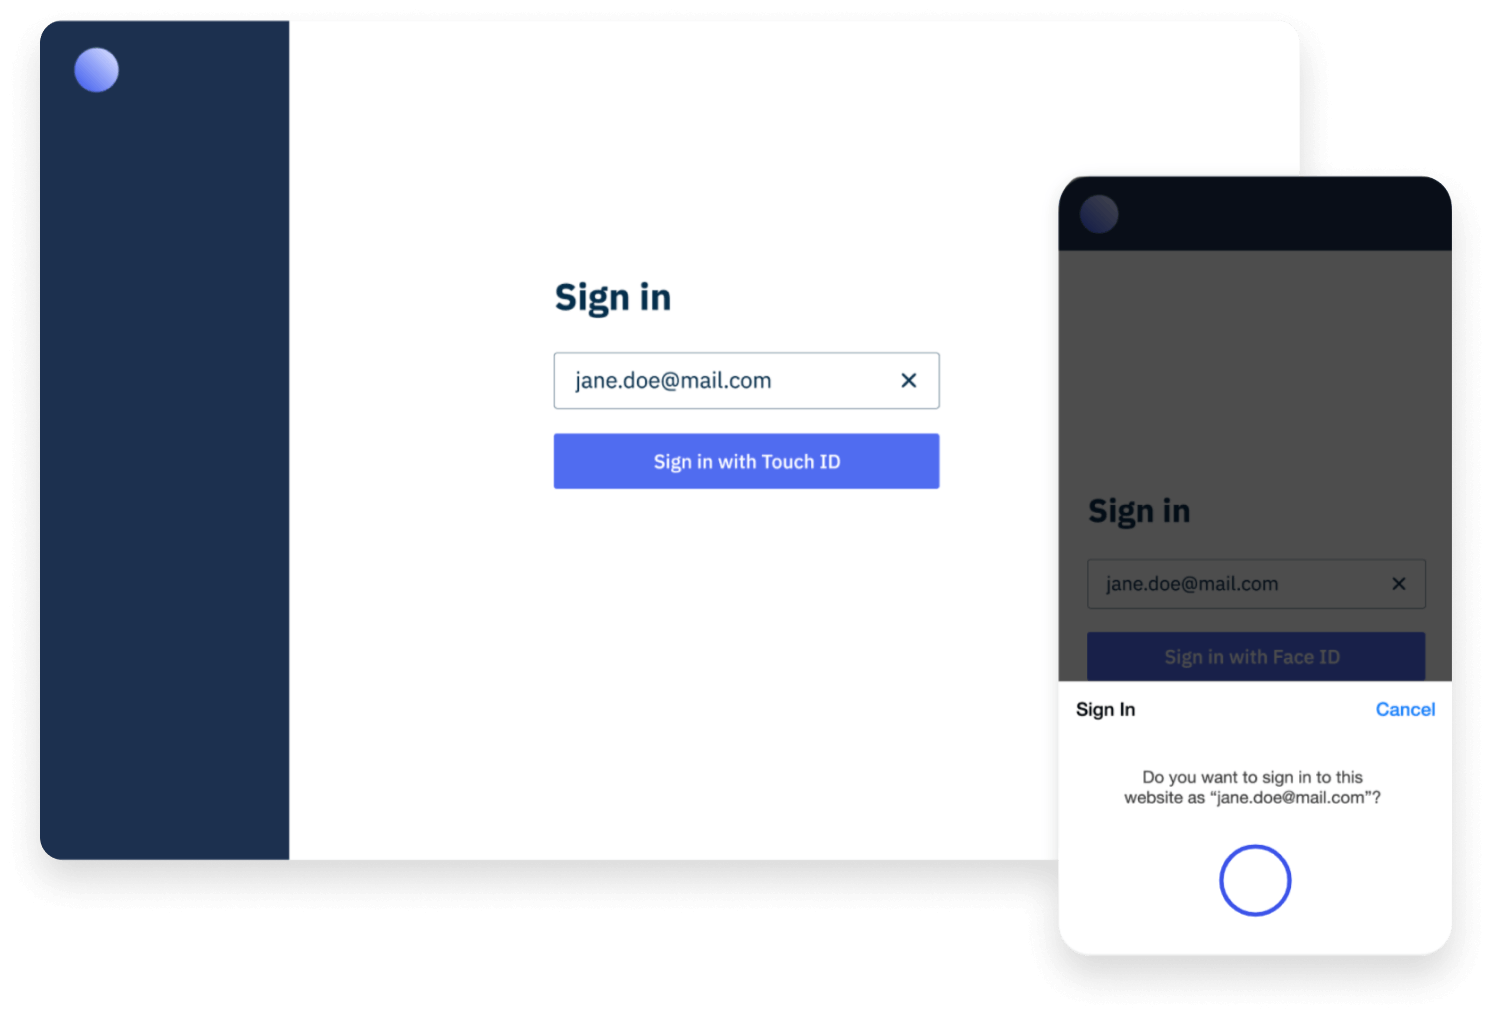 Sign in
jane.doe@mail.com
Sign in with Touch ID
Sign in
jane.doe@mail.com
Sign in with Face ID
Sign In
Cancel
Do you want to sign in to this
website as “jane.doe@mail.com”?